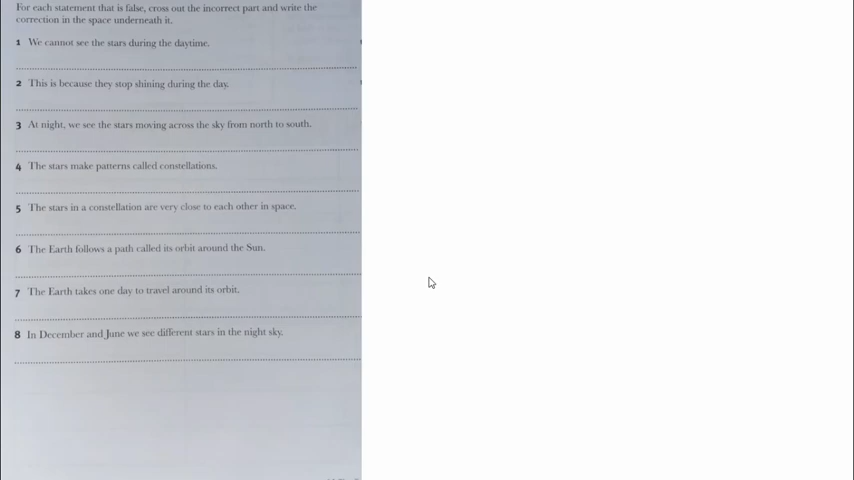 For each statement that is false, cross out the incorrect part and write the
correction in the space underneath it.
1 We cannot see the stars during the daytime.
2 This is because they stop shining during the day.
3 At night, we see the stars moving across the sky from north to south.
4 The stars make patterns called constellations.
5 The stars in a constellation are very close to each other in space.
6 The Earth follows a path called its orbit around the Sun.
7 The Earth takes one day to travel around its orbit.
8 In December and June we see different stars in the night sky.